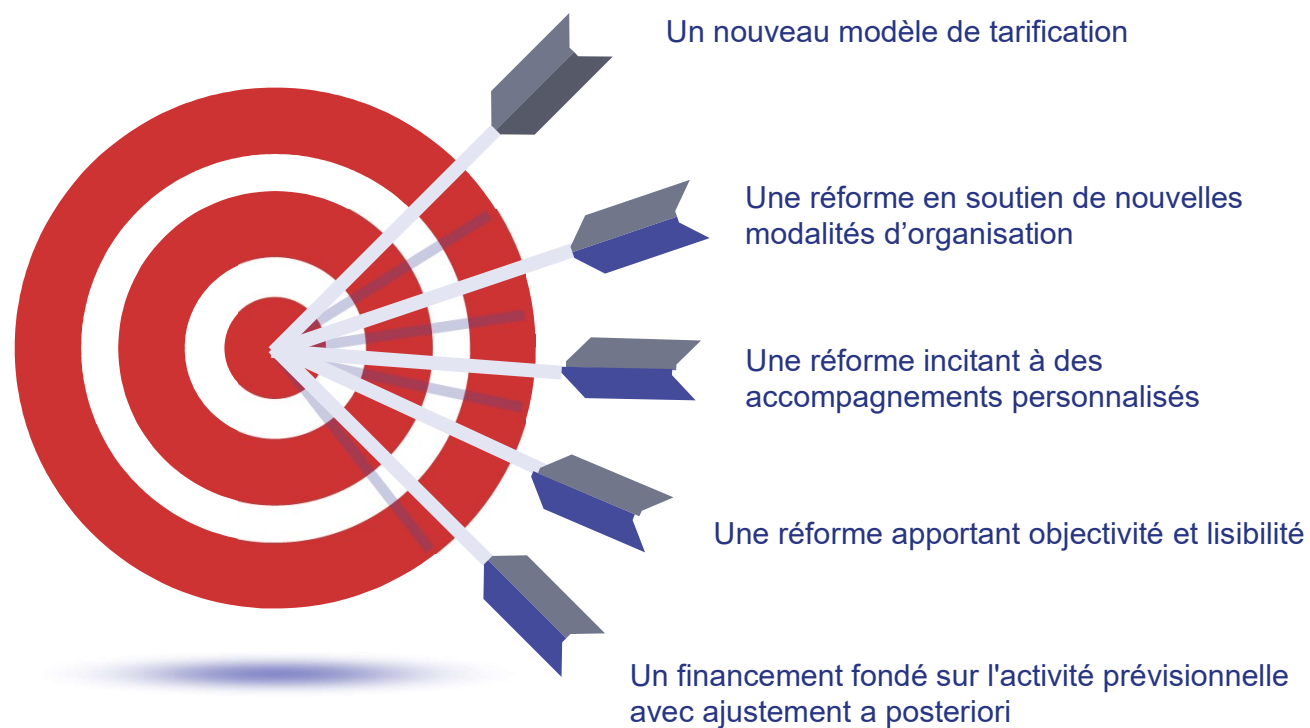 Un nouveau modèle de tarification
Une réforme en soutien de nouvelles
modalités d’organisation
Une réforme incitant à des
accompagnements personnalisés
Une réforme apportant objectivité et lisibilité
Un financement fondé sur l'activité prévisionnelle
avec ajustement a posteriori